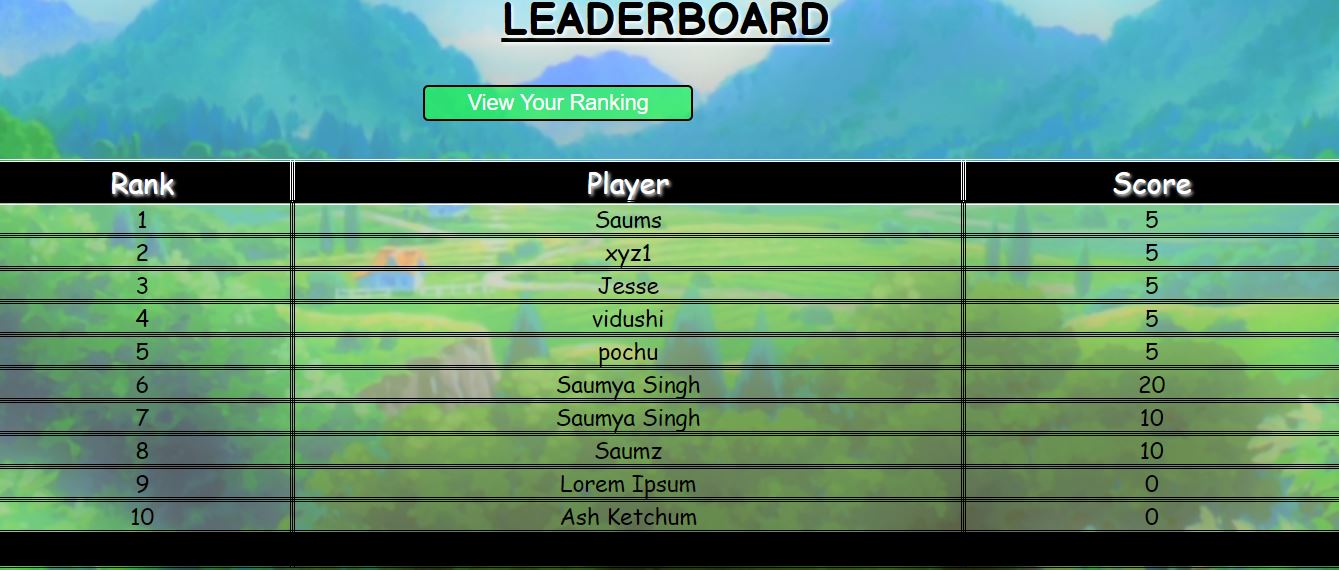 LEADERBOARD
View Your Ranking
Rank Player Score
1 Saums 5
2 xyz1 5
3 Jesse 5
4 vidushi 5
5 pochu 5
6 Saumya Singh 20
7 Saumya Singh 10
8 Saumz 10
9 Lorem Ipsum 0
10 Ash Ketchum 0